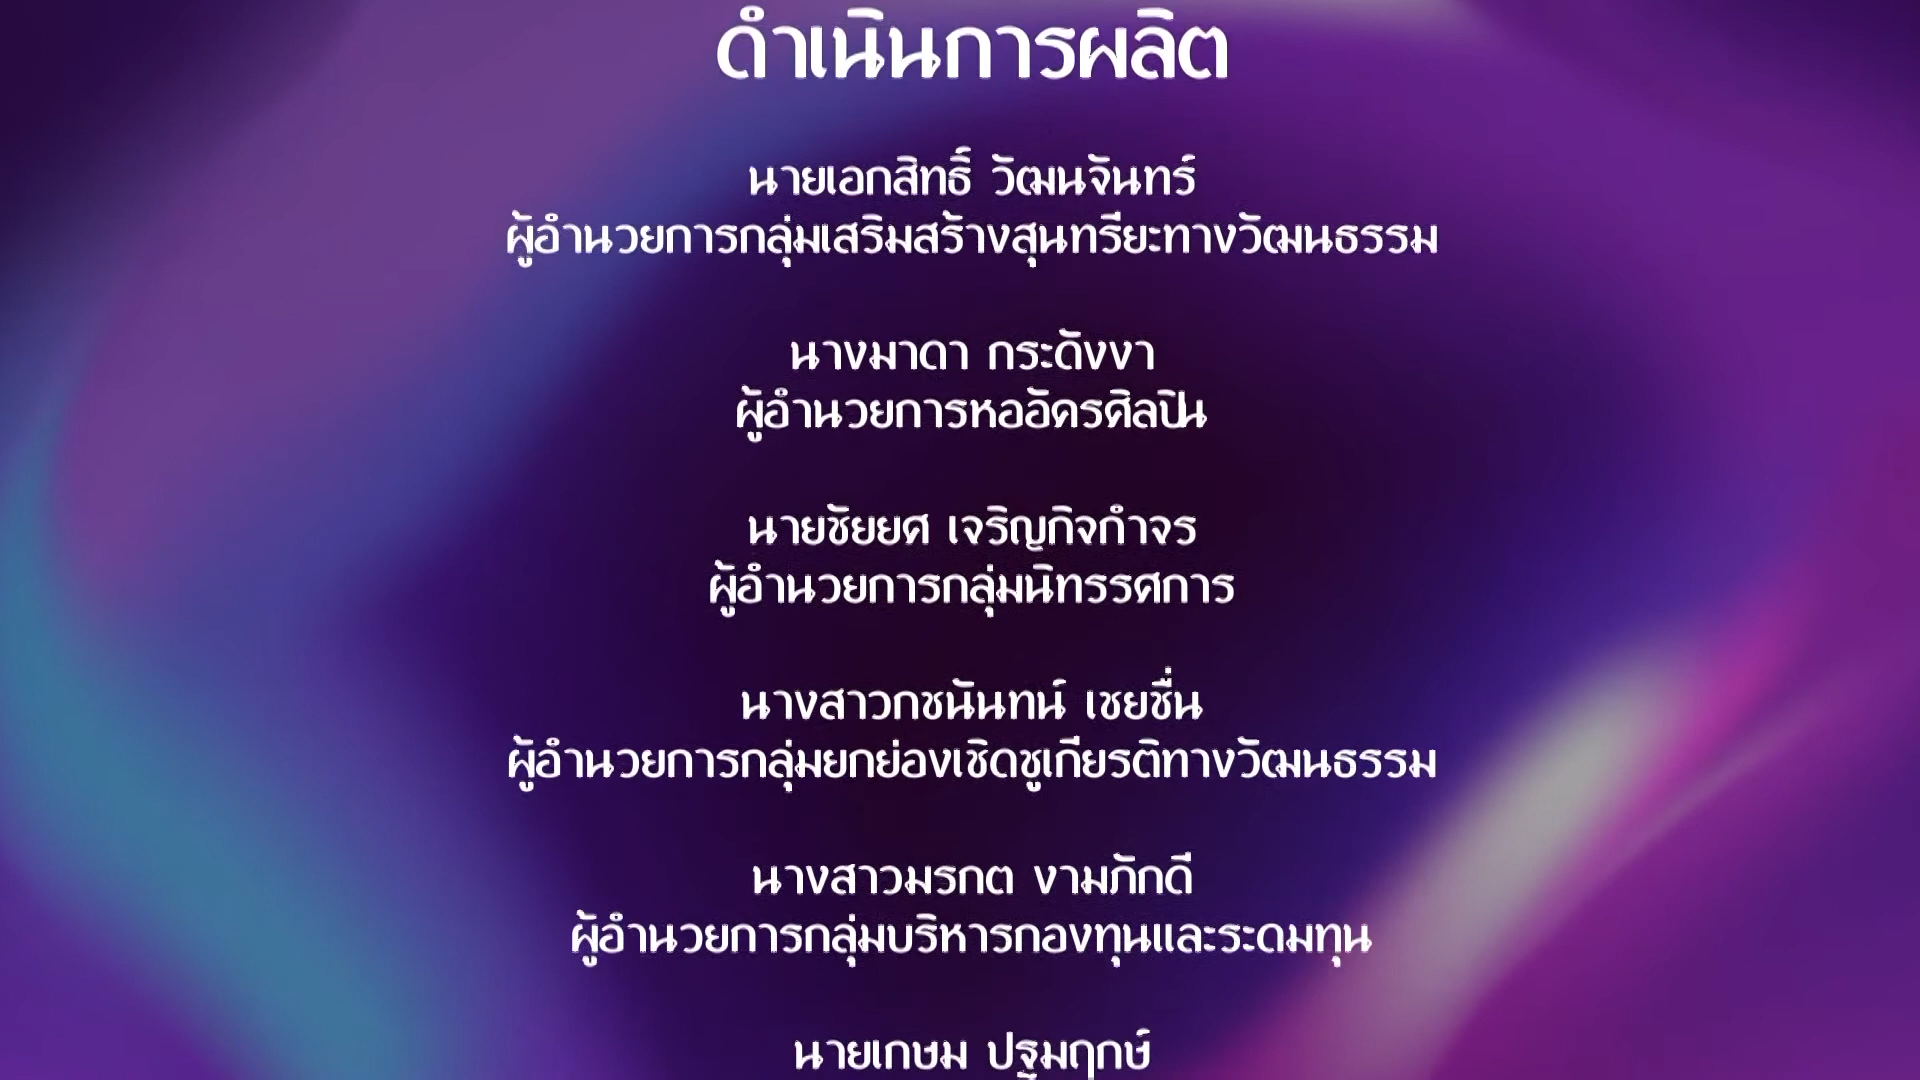 ดำเนินการผลิต
นายเอกสิทธิ์ วัฒนจันทร์
ผู้อำนวยการกลุ่มเสริมสร้างสุนทรียะทางวัฒนธรรม
นางมาดา กระดังงา
ผู้อำนวยการหออัครศิลปิน
นายชัยยศ เจริญกิจกำจร
ผู้อำนวยการกลุ่มนิทรรศการ
นางสาวกชนันทน์ เชยชื่น
ผู้อำนวยการกลุ่มยกย่องเชิดชูเกียรติทางวัฒนธรรม
นางสาวมรกต งามภักดี
ผู้อำนวยการกลุ่มบริหารกองทุนและระดมทุน
นายเกษม ปฐมฤกษ์